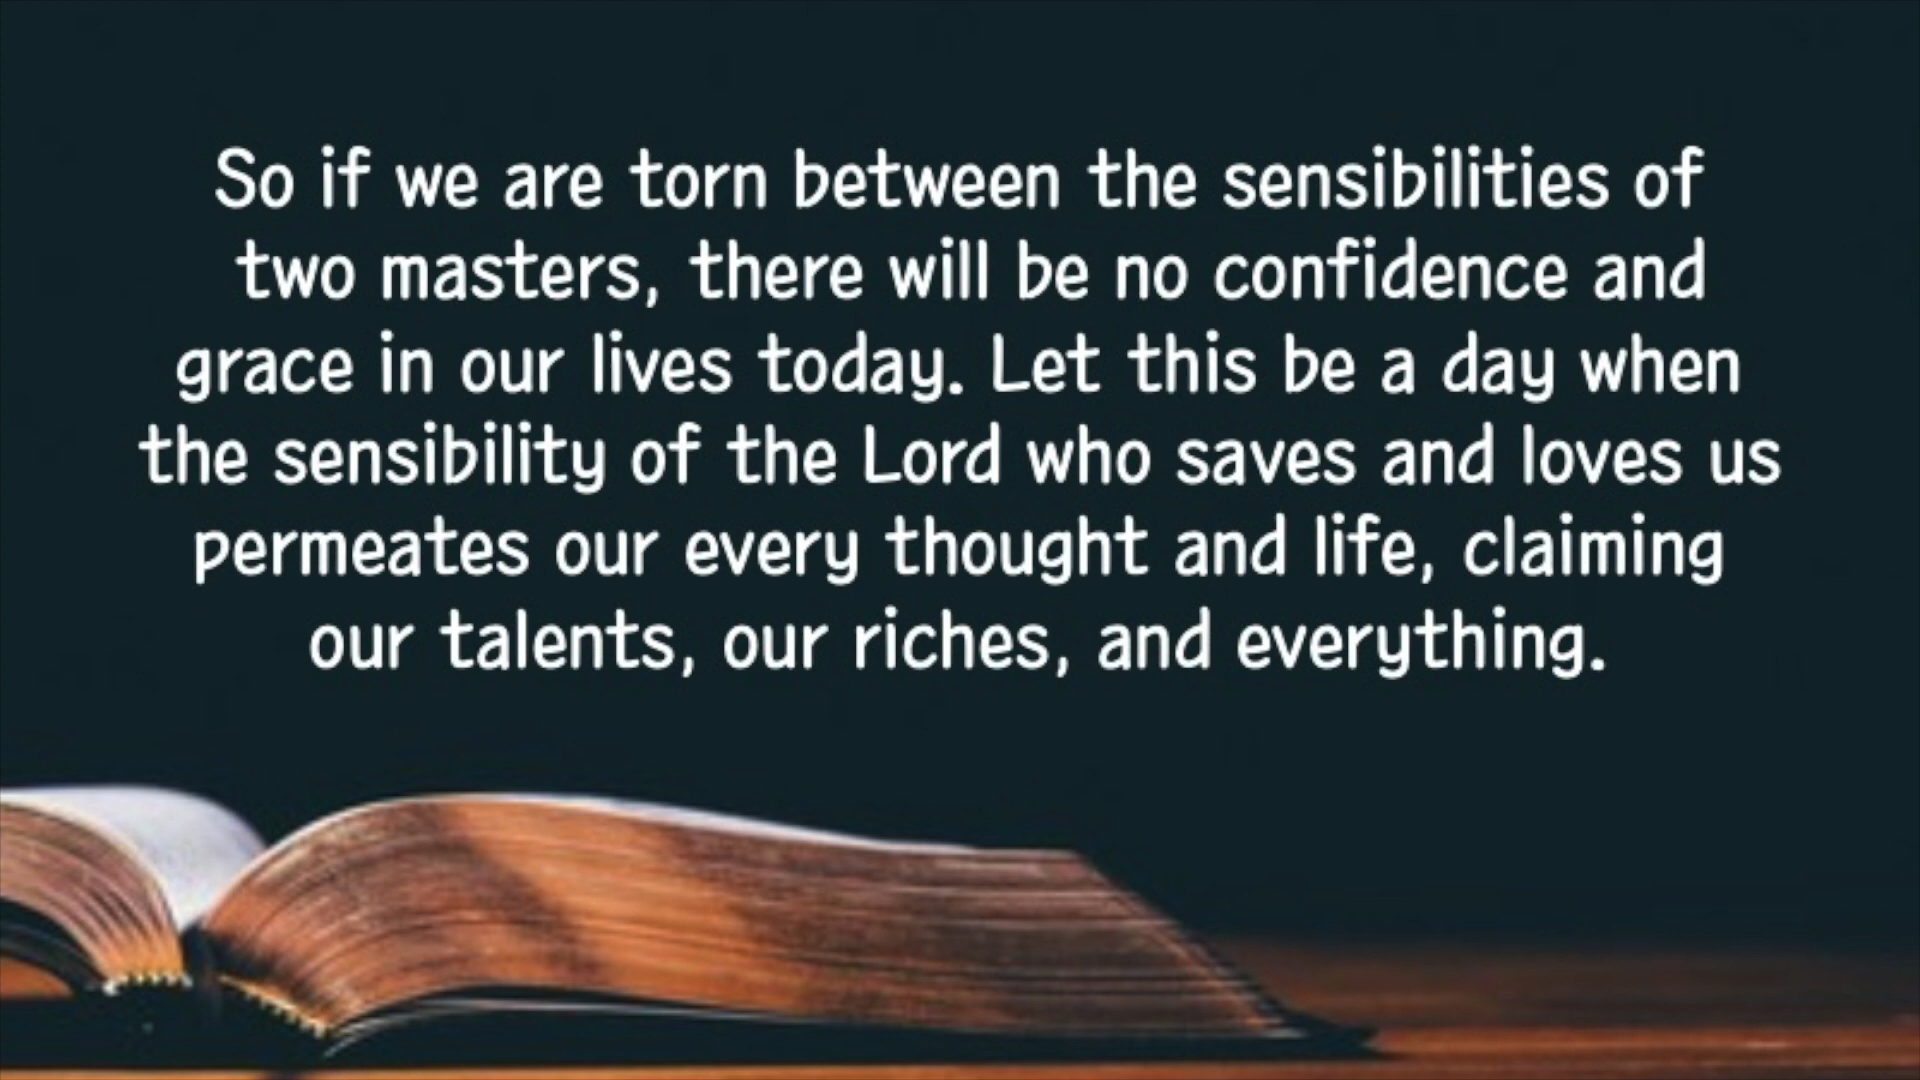 So if we are torn between the sensibilities of
two masters, there will be no confidence and
grace in our lives today. Let this be a day when
the sensibility of the Lord who saves and loves us
permeates our every thought and life, claiming
our talents, our riches, and everything.